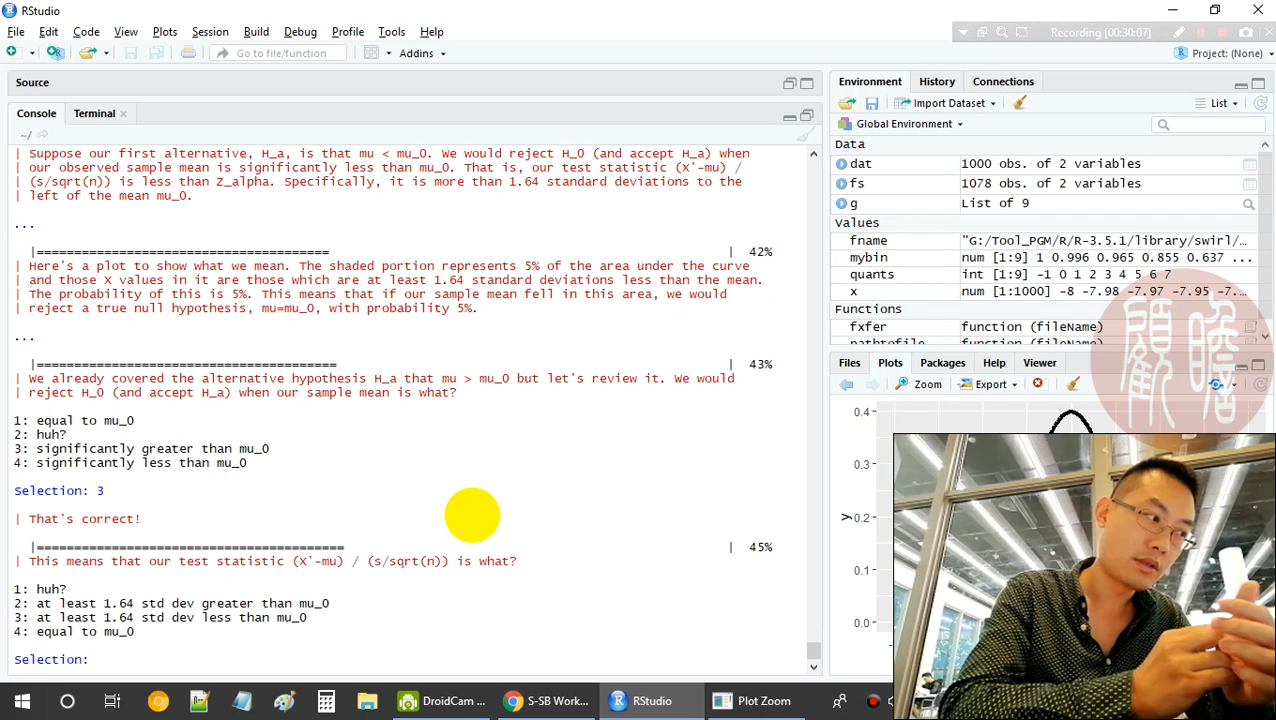 RStudio
File Edit Code View Plots Session Build Debug Profile Tools Help
Recording [00:30:07]
Go to file/function
Addins
Project: (None)
Source
Console Terminal
~/
| Suppose our first alternative, H_a, is that mu < mu_0. We would reject H_0 (and accept H_a) when
| our observed sample mean is significantly less than mu_0. That is, our test statistic (X'-mu) /
| (s/sqrt(n)) is less than Z_alpha. Specifically, it is more than 1.64 standard deviations to the
| left of the mean mu_0.
...
|======================================= | 42%
| Here's a plot to show what we mean. The shaded portion represents 5% of the area under the curve
| and those X values in it are those which are at least 1.64 standard deviations less than the mean.
| The probability of this is 5%. This means that if our sample mean fell in this area, we would
| reject a true null hypothesis, mu=mu_0, with probability 5%.
...
|======================================== | 43%
| We already covered the alternative hypothesis H_a that mu > mu_0 but let's review it. We would
| reject H_0 (and accept H_a) when our sample mean is what?
1: equal to mu_0
2: huh?
3: significantly greater than mu_0
4: significantly less than mu_0
Selection: 3
| That's correct!
|========================================= | 45%
| This means that our test statistic (X'-mu) / (s/sqrt(n)) is what?
1: huh?
2: at least 1.64 std dev greater than mu_0
3: at least 1.64 std dev less than mu_0
4: equal to mu_0
Selection:
Environment History Connections
Import Dataset List
Global Environment
Data
dat 1000 obs. of 2 variables
fs 1078 obs. of 2 variables
g List of 9
Values
fname "G:/Tool_PGM/R/R-3.5.1/library/swirl/…
mybin num [1:9] 1 0.996 0.965 0.855 0.637 ...
quants int [1:9] -1 0 1 2 3 4 5 6 7
x num [1:1000] -8 -7.98 -7.97 -7.95 -7.…
Functions
fxfer function (fileName)
pathtofile function (fileName)
Files Plots Packages Help Viewer
Zoom Export
0.4
0.3
0.2
0.1
0.0
y
顧瞻
DroidCam ...
S-SB Work...
RStudio
Plot Zoom